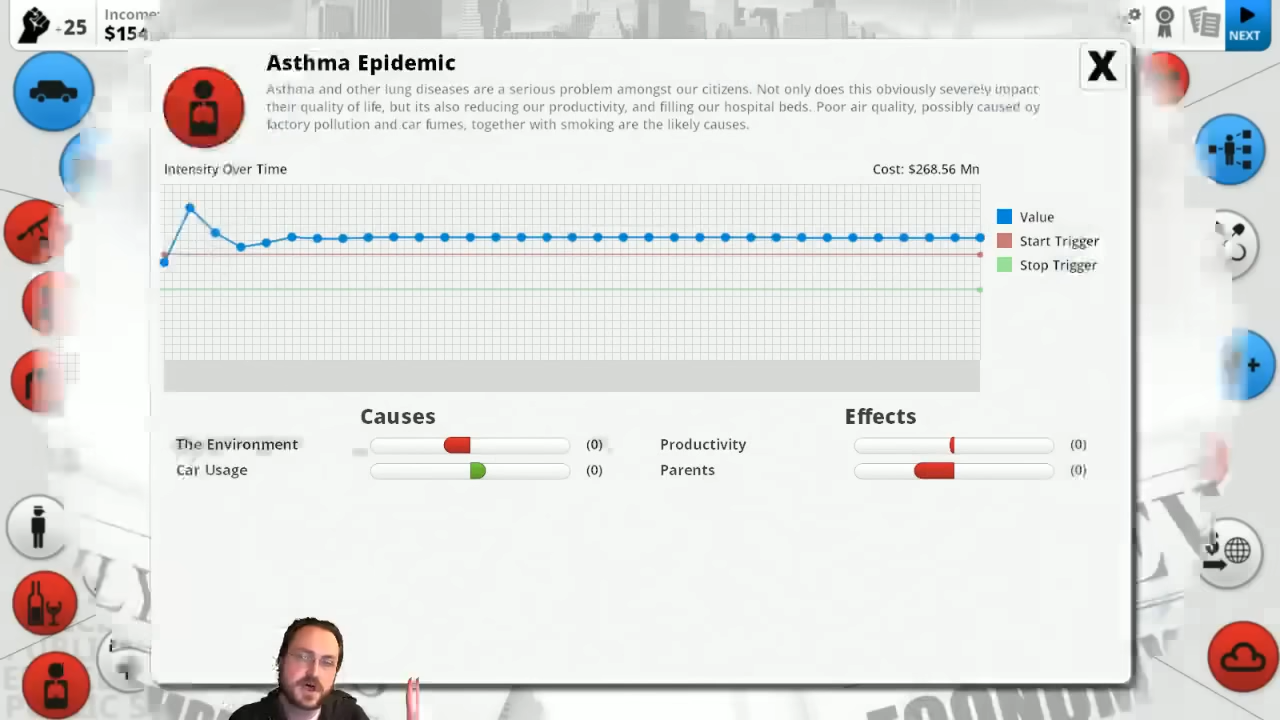 +25
Income:
$154
NEXT
Asthma Epidemic
X
Asthma and other lung diseases are a serious problem amongst our citizens. Not only does this obviously severely impact
their quality of life, but its also reducing our productivity, and filling our hospital beds. Poor air quality, possibly caused by
factory pollution and car fumes, together with smoking are the likely causes.
Intensity Over Time
Cost: $268.56 Mn
Value
Start Trigger
Stop Trigger
Causes
Effects
The Environment
(0)
Productivity
(0)
Car Usage
(0)
Parents
(0)